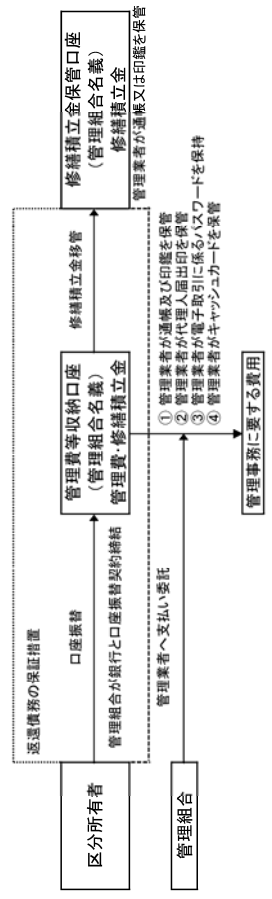 返還債務の保証措置
区分所有者
口座振替
管理組合が銀行と口座振替契約締結
管理費等収納口座
（管理組合名義）
管理費・修繕積立金
修繕積立金移管
修繕積立金保管口座
（管理組合名義）
修繕積立金
管理業者が通帳又は印鑑を保管
① 管理業者が通帳及び印鑑を保管
② 管理業者が代理人届出印を保管
③ 管理業者が電子取引に係るパスワードを保持
④ 管理業者がキャッシュカードを保管
管理組合
管理業者へ支払い委託
管理事務に要する費用